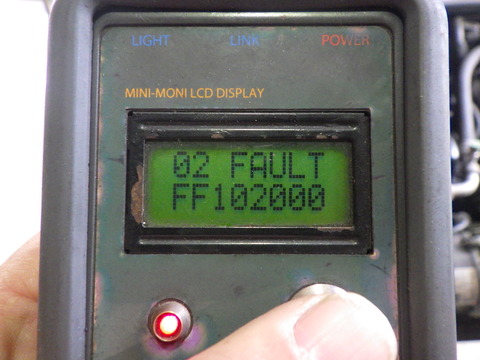 LIGHT LINK POWER
MINI-MONI LCD DISPLAY
02 FAULT
FF102000